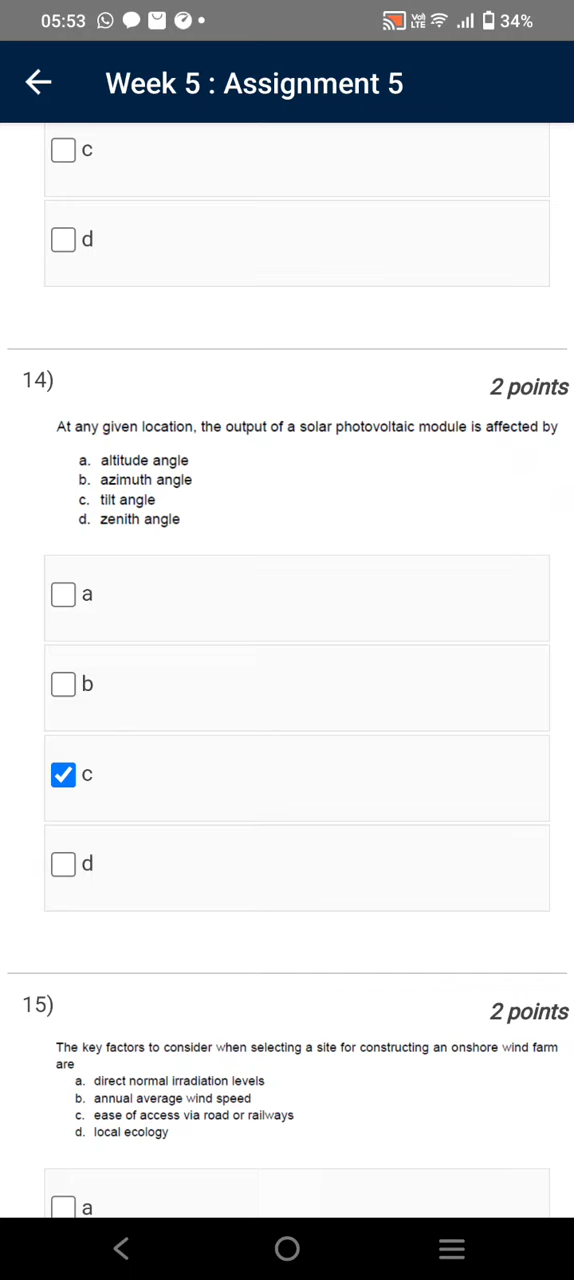 05:53
Vo) LTE
34%
Week 5 : Assignment 5
c
d
14)
2 points
At any given location, the output of a solar photovoltaic module is affected by
a. altitude angle
b. azimuth angle
c. tilt angle
d. zenith angle
a
b
c
d
15)
2 points
The key factors to consider when selecting a site for constructing an onshore wind farm
are
a. direct normal irradiation levels
b. annual average wind speed
c. ease of access via road or railways
d. local ecology
a